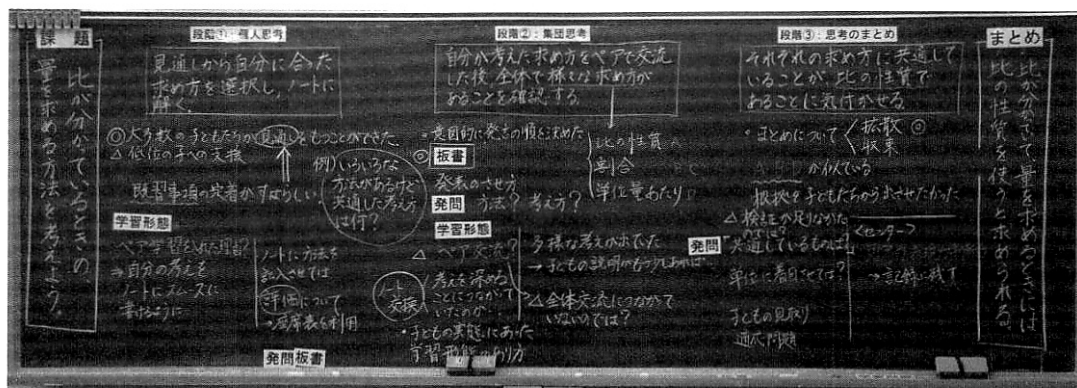 課題
比が分かっているときの、
量を求める方法を考えよう。
段階①：個人思考
見通しから自分に合った
求め方を選択し、ノートに
解く。
◎大多数の子どもたちが見通しをもつことができた
△低位の子への支援
既習事項の定着がすばらしい
学習形態
ペア学習を入れた理由?
⇒自分の考えを
ノートにスムーズに
書けるように
ノートに方法を
記入させては
評価について
・座席表を利用
例)いろいろな
方法があるけど
共通した考え方
は何?
発問 板書
段階②：集団思考
自分が考えた求め方をペアで交流
した後、全体で様々な求め方が
あることを確認する。
・意図的に発言の順を決めた
◎板書
比の性質
割合
単位量あたり
発表のさせ方
発問 方法? 考え方?
学習形態
△ペア交流?
ノート交換
考えを深める
ことにつながって
いたのか
・子どもの実態にあった
学習形態のあり方
多様な考えが出てた
△全体交流につながって
いないのでは?
段階③：思考のまとめ
それぞれの求め方に共通して
いることが、比の性質で
あることに気付かせる。
・まとめについて
拡散 ◎
収束
が似ている
根拠を子どもたちから出させたかった
△検証が足りなかった
のでは?
発問 共通しているものは?
単位に着目させては?
子どもの見取り
適応問題
<センター>
→記録に残す
まとめ
比が分かっていて量を求めるときには
比の性質を使うと求められる。